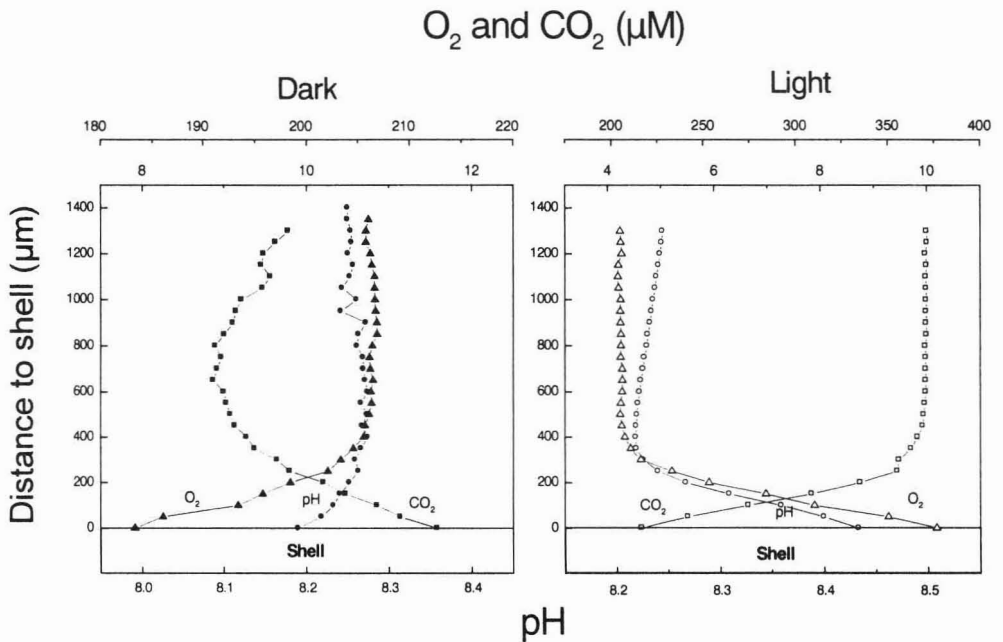 O₂ and CO₂ (µM)
Dark Light
180 190 200 210 220 200 250 300 350 400
8 10 12 4 6 8 10
Distance to shell (µm)
1400 1400
1200 1200
1000 1000
800 800
600 600
400 400
200 200
0 0
O₂ pH CO₂ CO₂ pH O₂
Shell Shell
8.0 8.1 8.2 8.3 8.4 8.2 8.3 8.4 8.5
pH